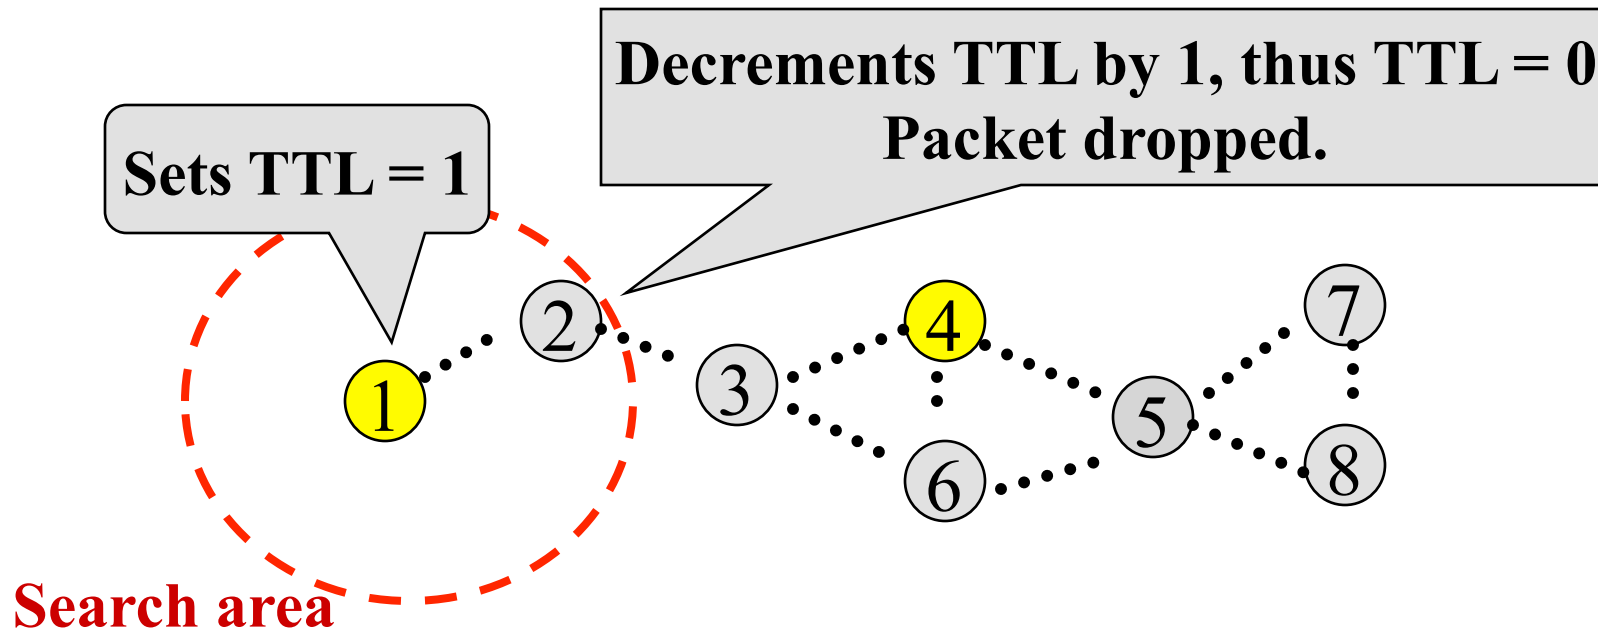 Decrements TTL by 1, thus TTL = 0
Packet dropped.
Sets TTL = 1
1
2
3
4
5
6
7
8
Search area